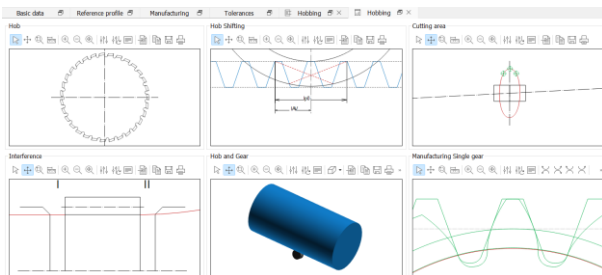 Basic data Reference profile Manufacturing Tolerances Hobbing Hobbing
Hob Hob Shifting Cutting area
Interference Hob and Gear Manufacturing Single gear
I II